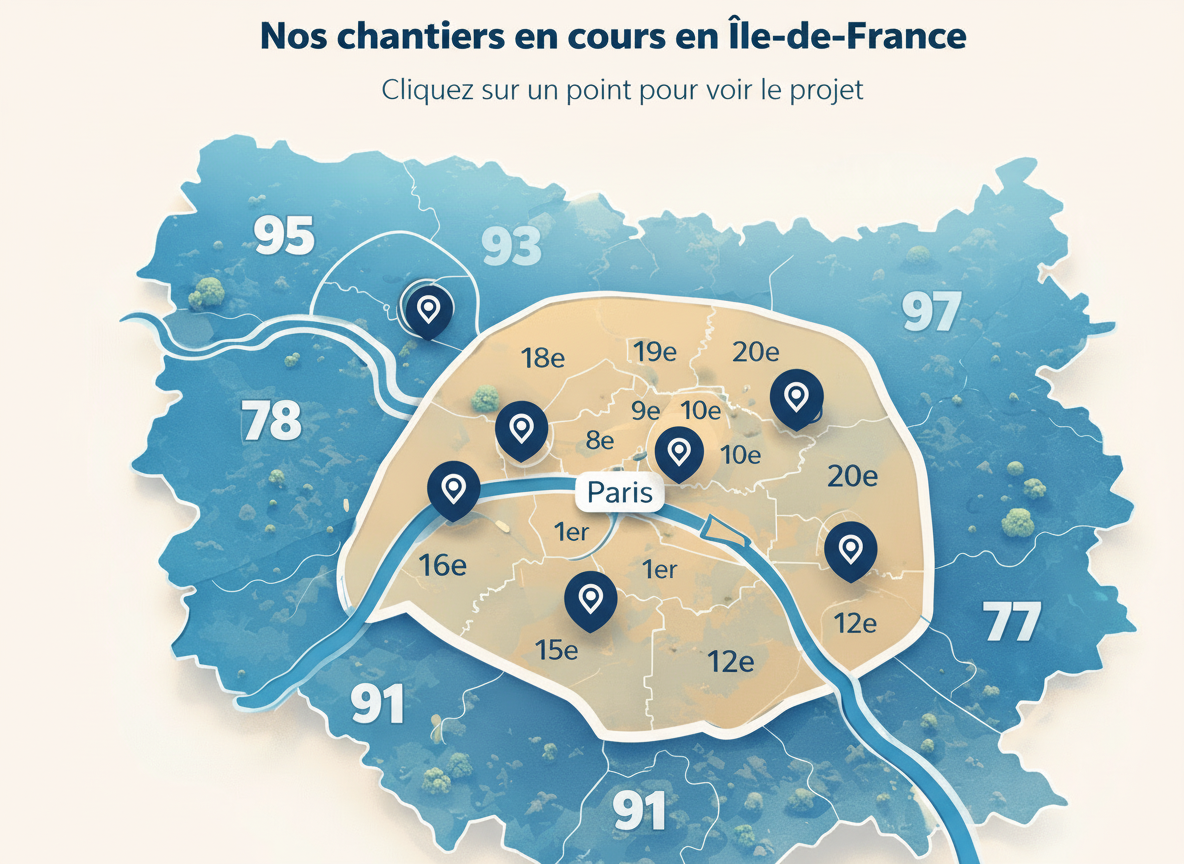 Nos chantiers en cours en Île-de-France
Cliquez sur un point pour voir le projet
95
93
97
18e
19e
20e
78
9e
10e
8e
10e
20e
Paris
1er
16e
1er
12e
77
15e
12e
91
91